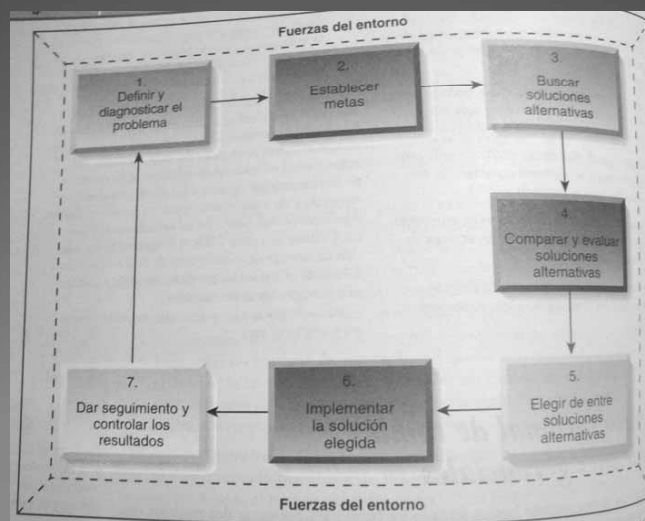 Fuerzas del entorno
1.
Definir y
diagnosticar el
problema
2.
Establecer
metas
3.
Buscar
soluciones
alternativas
4.
Comparar y evaluar
soluciones
alternativas
5.
Elegir de entre
soluciones
alternativas
6.
Implementar
la solución
elegida
7.
Dar seguimiento y
controlar los
resultados
Fuerzas del entorno